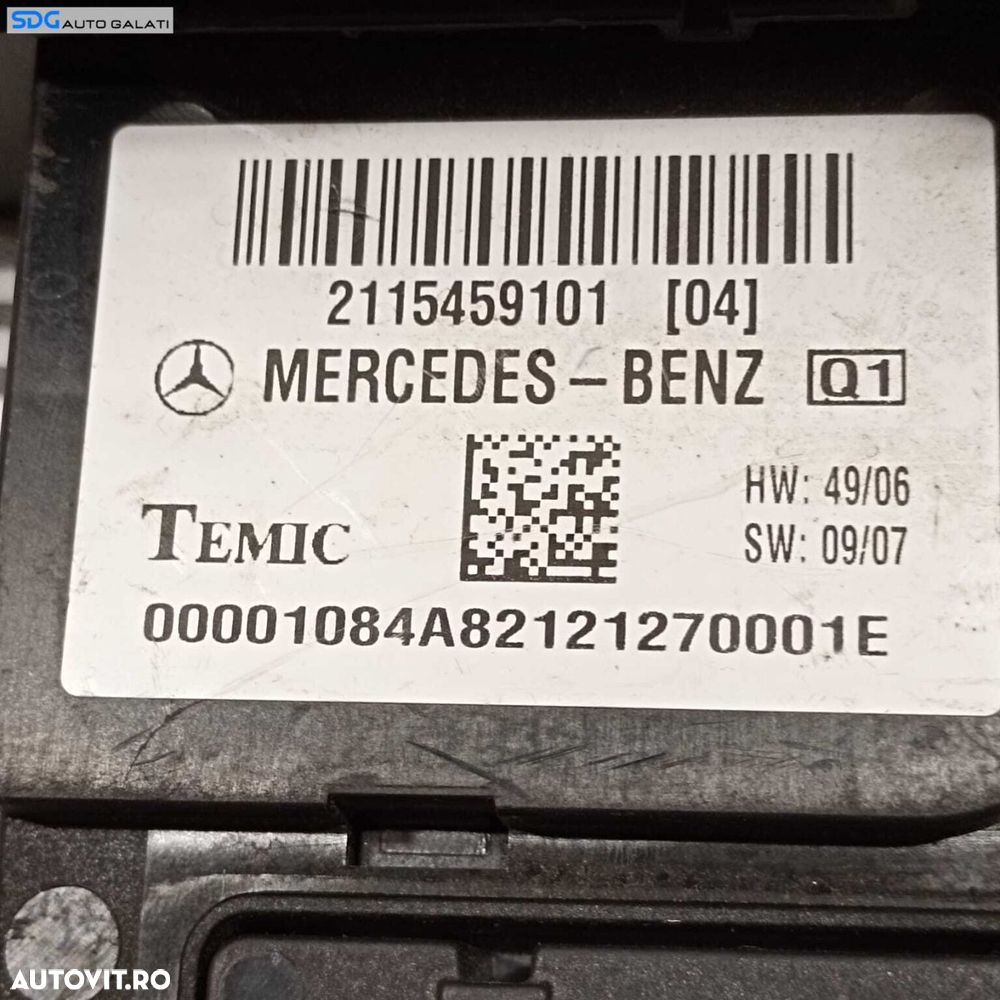 SDG AUTO GALATI
2115459101 [04]
MERCEDES-BENZ Q1
HW: 49/06
TEMIC
SW: 09/07
00001084A82121270001E
AUTOVIT.RO